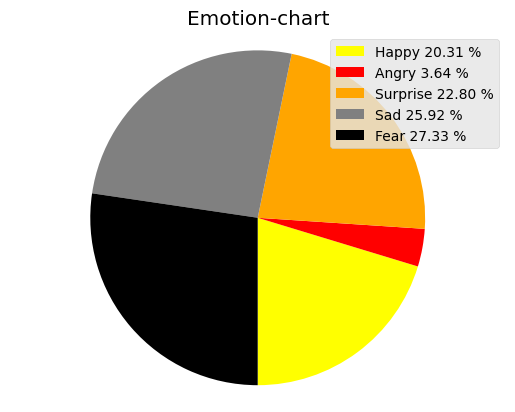 Emotion-chart
Happy 20.31 %
Angry 3.64 %
Surprise 22.80 %
Sad 25.92 %
Fear 27.33 %